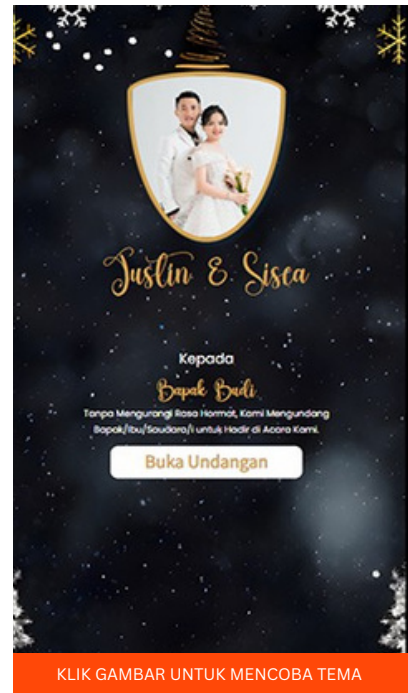 Justin & Sisca
Kepada
Bapak Budi
Tanpa Mengurangi Rasa Hormat, Kami Mengundang
Bapak/Ibu/Saudara/i untuk Hadir di Acara Kami.
Buka Undangan
KLIK GAMBAR UNTUK MENCOBA TEMA